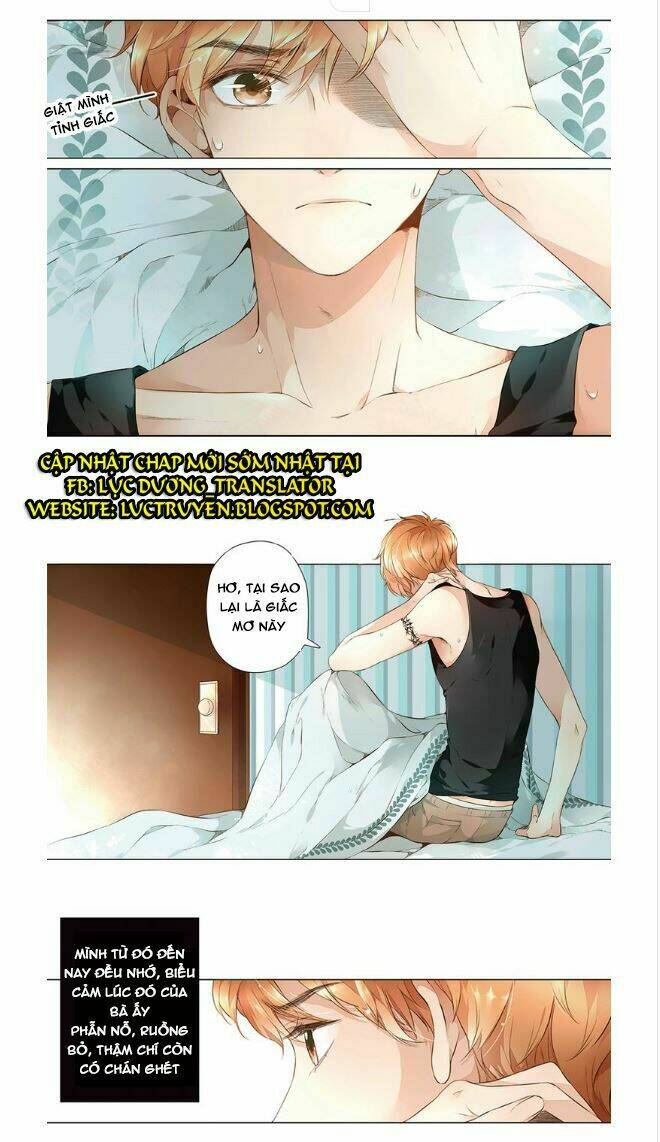 GIẬT MÌNH
TỈNH GIẤC
CẬP NHẬT CHAP MỚI SỚM NHẤT TẠI
FB: LỤC DƯƠNG_TRANSLATOR
WEBSITE: LUCTRUYEN.BLOGSPOT.COM
HƠ, TẠI SAO
LẠI LÀ GIẤC
MƠ NÀY
MÌNH TỪ ĐÓ ĐẾN
NAY ĐỀU NHỚ, BIỂU
CẢM LÚC ĐÓ CỦA
BÀ ẤY
PHẪN NỖ, RUỒNG
BỎ, THẬM CHÍ CÒN
CÓ CHÁN GHÉT